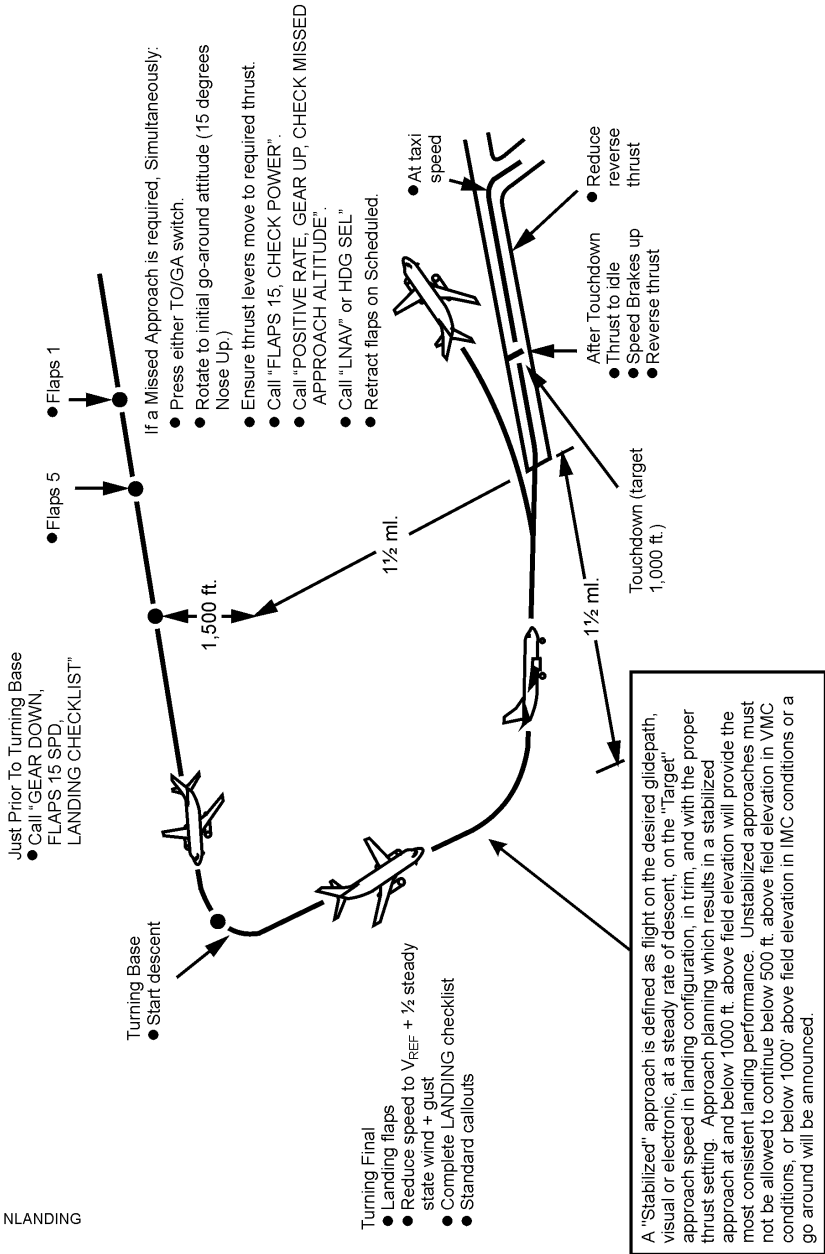 ● Flaps 1
● Flaps 5
Just Prior To Turning Base
● Call “GEAR DOWN,
FLAPS 15 SPD,
LANDING CHECKLIST”
1,500 ft.
1½ ml.
Turning Base
● Start descent
Turning Final
● Landing flaps
● Reduce speed to VREF + ½ steady
state wind + gust
● Complete LANDING checklist
● Standard callouts
If a Missed Approach is required, Simultaneously:
● Press either TO/GA switch.
● Rotate to initial go-around attitude (15 degrees
Nose Up.)
● Ensure thrust levers move to required thrust.
● Call “FLAPS 15, CHECK POWER”.
● Call “POSITIVE RATE, GEAR UP, CHECK MISSED
APPROACH ALTITUDE”.
● Call “LNAV” or HDG SEL”
● Retract flaps on Scheduled.
● At taxi
speed
● Reduce
reverse
thrust
After Touchdown
● Thrust to idle
● Speed Brakes up
● Reverse thrust
Touchdown (target
1,000 ft.)
1½ ml.
A "Stabilized" approach is defined as flight on the desired glidepath,
visual or electronic, at a steady rate of descent, on the "Target"
approach speed in landing configuration, in trim, and with the proper
thrust setting. Approach planning which results in a stabilized
approach at and below 1000 ft. above field elevation will provide the
most consistent landing performance. Unstabilized approaches must
not be allowed to continue below 500 ft. above field elevation in VMC
conditions, or below 1000' above field elevation in IMC conditions or a
go around will be announced.
NLANDING